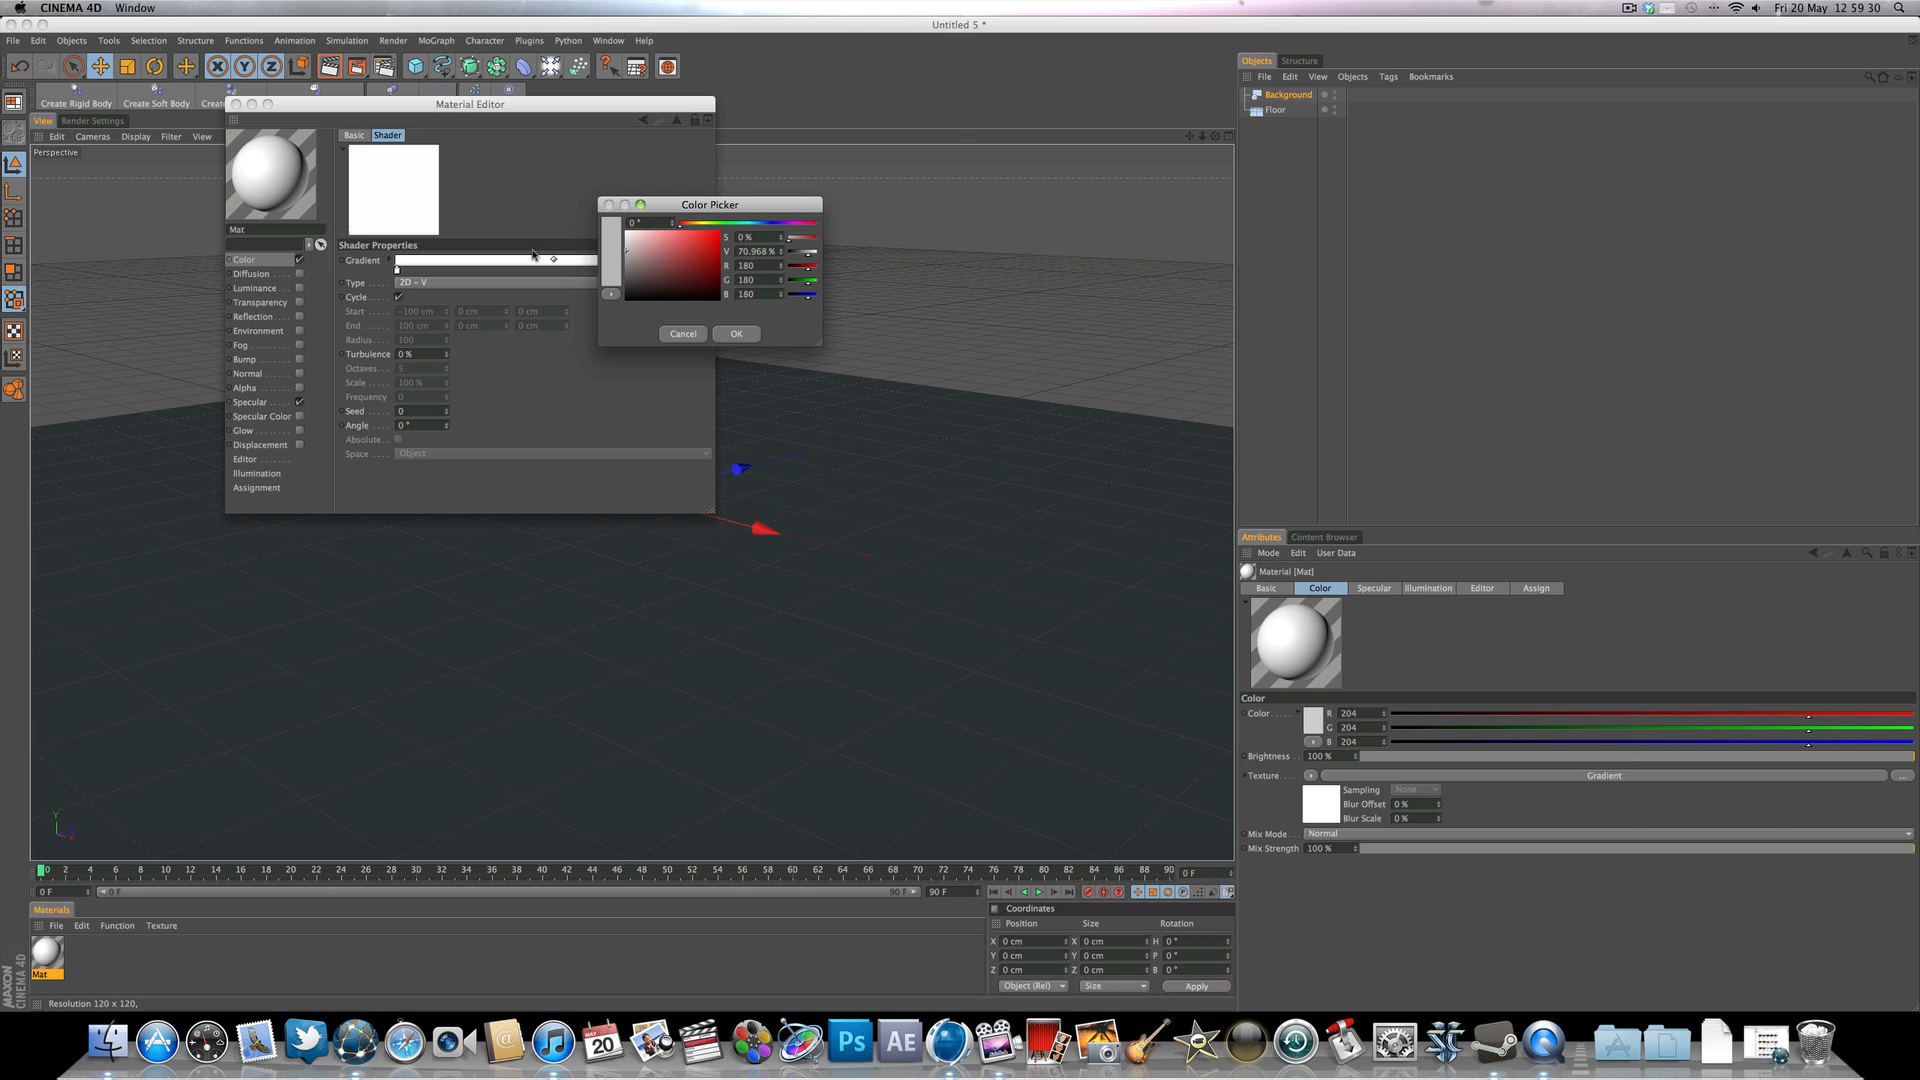 CINEMA 4D Window
Fri 20 May 12 59 30
Untitled 5 *
File Edit Objects Tools Selection Structure Functions Animation Simulation Render MoGraph Character Plugins Python Window Help
Create Rigid Body Create Soft Body Crea
View Render Settings
Edit Cameras Display Filter View
Perspective
Material Editor
Basic Shader
Mat
Color
Diffusion
Luminance
Transparency
Reflection
Environment
Fog
Bump
Normal
Alpha
Specular
Specular Color
Glow
Displacement
Editor
Illumination
Assignment
Shader Properties
Gradient
Type 2D - V
Cycle
Start -100 cm 0 cm 0 cm
End 100 cm 0 cm 0 cm
Radius 100
Turbulence 0 %
Octaves 5
Scale 100 %
Frequency 0
Seed 0
Angle 0 °
Absolute
Space Object
Color Picker
0 °
S 0 %
V 70.968 %
R 180
G 180
B 180
Cancel OK
Objects Structure
File Edit View Objects Tags Bookmarks
Background
Floor
Attributes Content Browser
Mode Edit User Data
Material [Mat]
Basic Color Specular Illumination Editor Assign
Color
Color R 204
G 204
B 204
Brightness 100 %
Texture Gradient ...
Sampling None
Blur Offset 0 %
Blur Scale 0 %
Mix Mode Normal
Mix Strength 100 %
Y
X
0 2 4 6 8 10 12 14 16 18 20 22 24 26 28 30 32 34 36 38 40 42 44 46 48 50 52 54 56 58 60 62 64 66 68 70 72 74 76 78 80 82 84 86 88 90 0 F
0 F 0 F 90 F 90 F
Materials
File Edit Function Texture
Mat
Coordinates
Position Size Rotation
X 0 cm X 0 cm H 0 °
Y 0 cm Y 0 cm P 0 °
Z 0 cm Z 0 cm B 0 °
Object (Rel) Size Apply
MAXON
CINEMA 4D
Resolution 120 x 120,
MAY
20
Ps AE